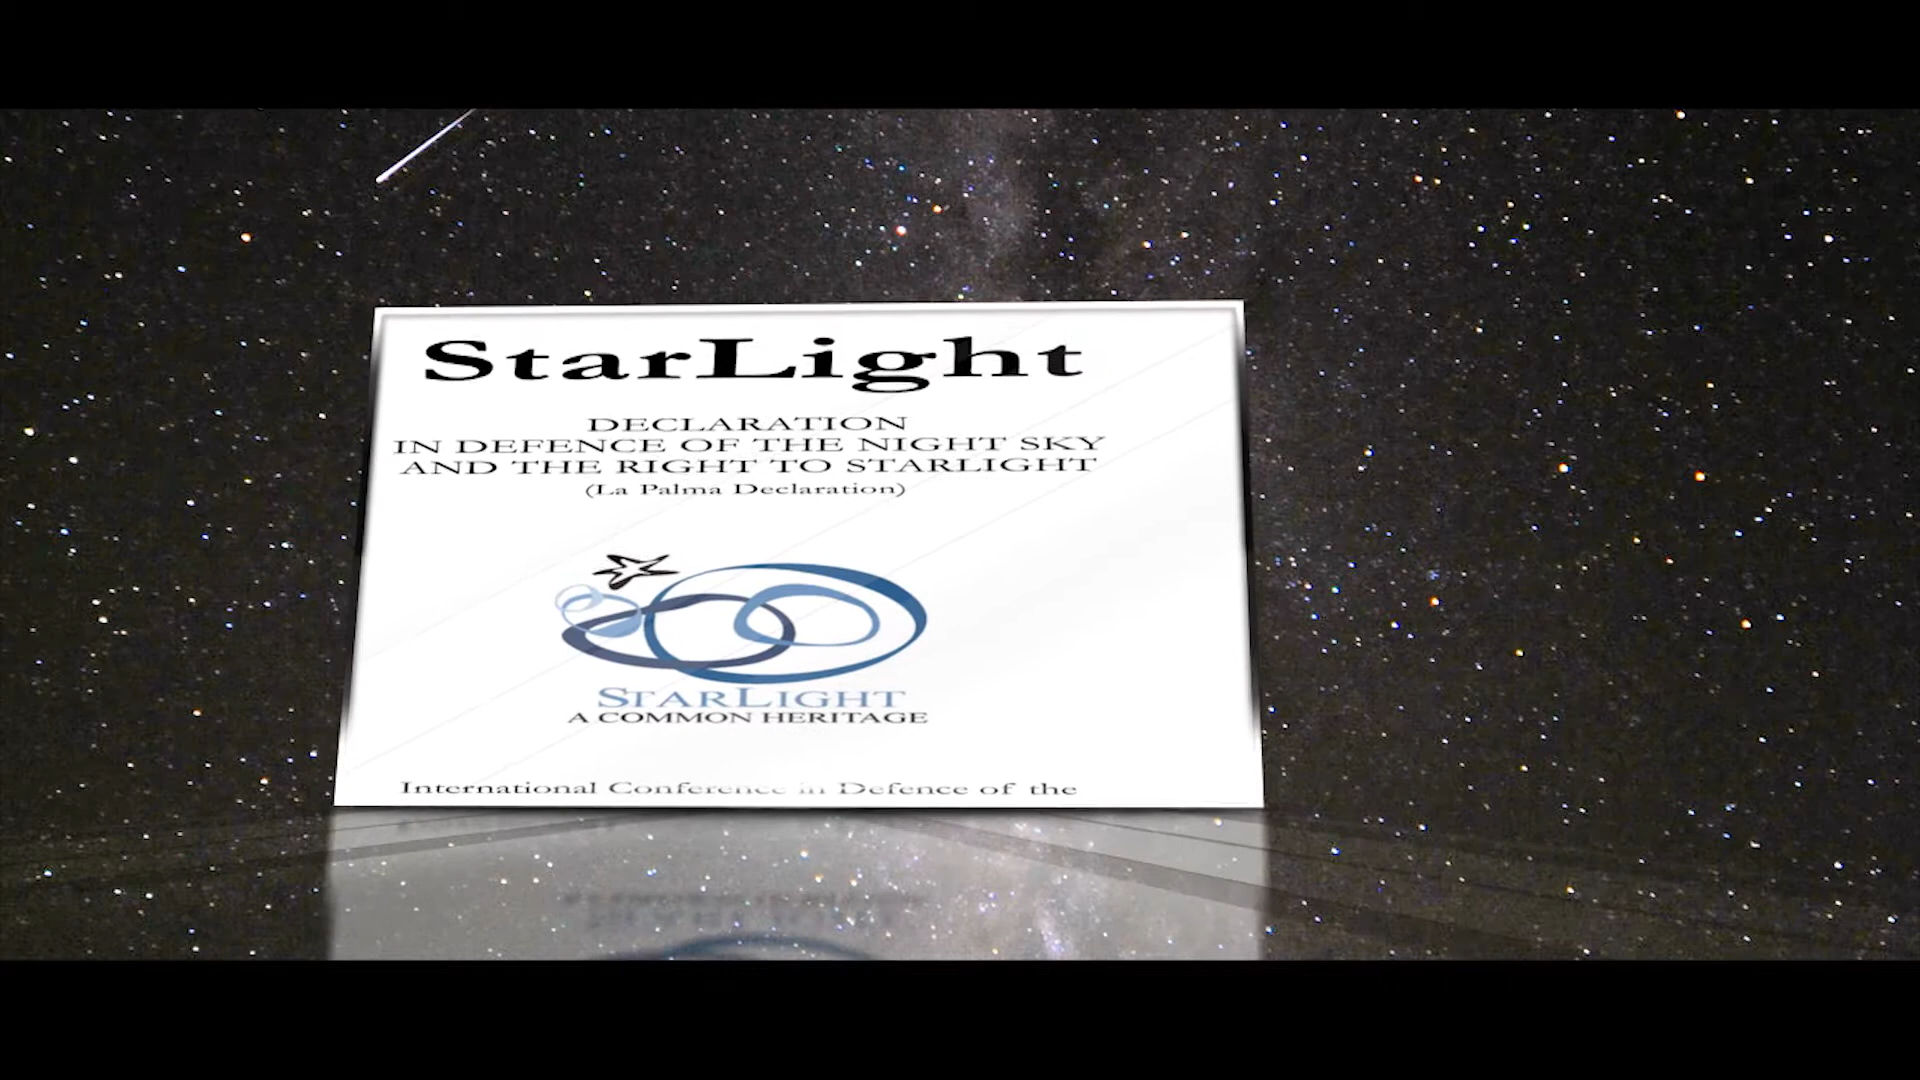 StarLight
DECLARATION
IN DEFENCE OF THE NIGHT SKY
AND THE RIGHT TO STARLIGHT
(La Palma Declaration)
STARLIGHT
A COMMON HERITAGE
International Conference in Defence of the